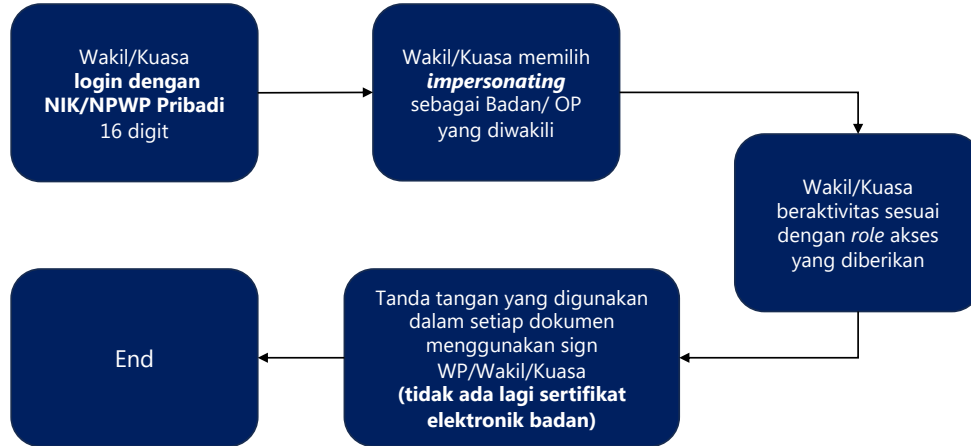 Wakil/Kuasa
login dengan
NIK/NPWP Pribadi
16 digit
Wakil/Kuasa memilih
impersonating
sebagai Badan/ OP
yang diwakili
Wakil/Kuasa
beraktivitas sesuai
dengan role akses
yang diberikan
Tanda tangan yang digunakan
dalam setiap dokumen
menggunakan sign
WP/Wakil/Kuasa
(tidak ada lagi sertifikat
elektronik badan)
End